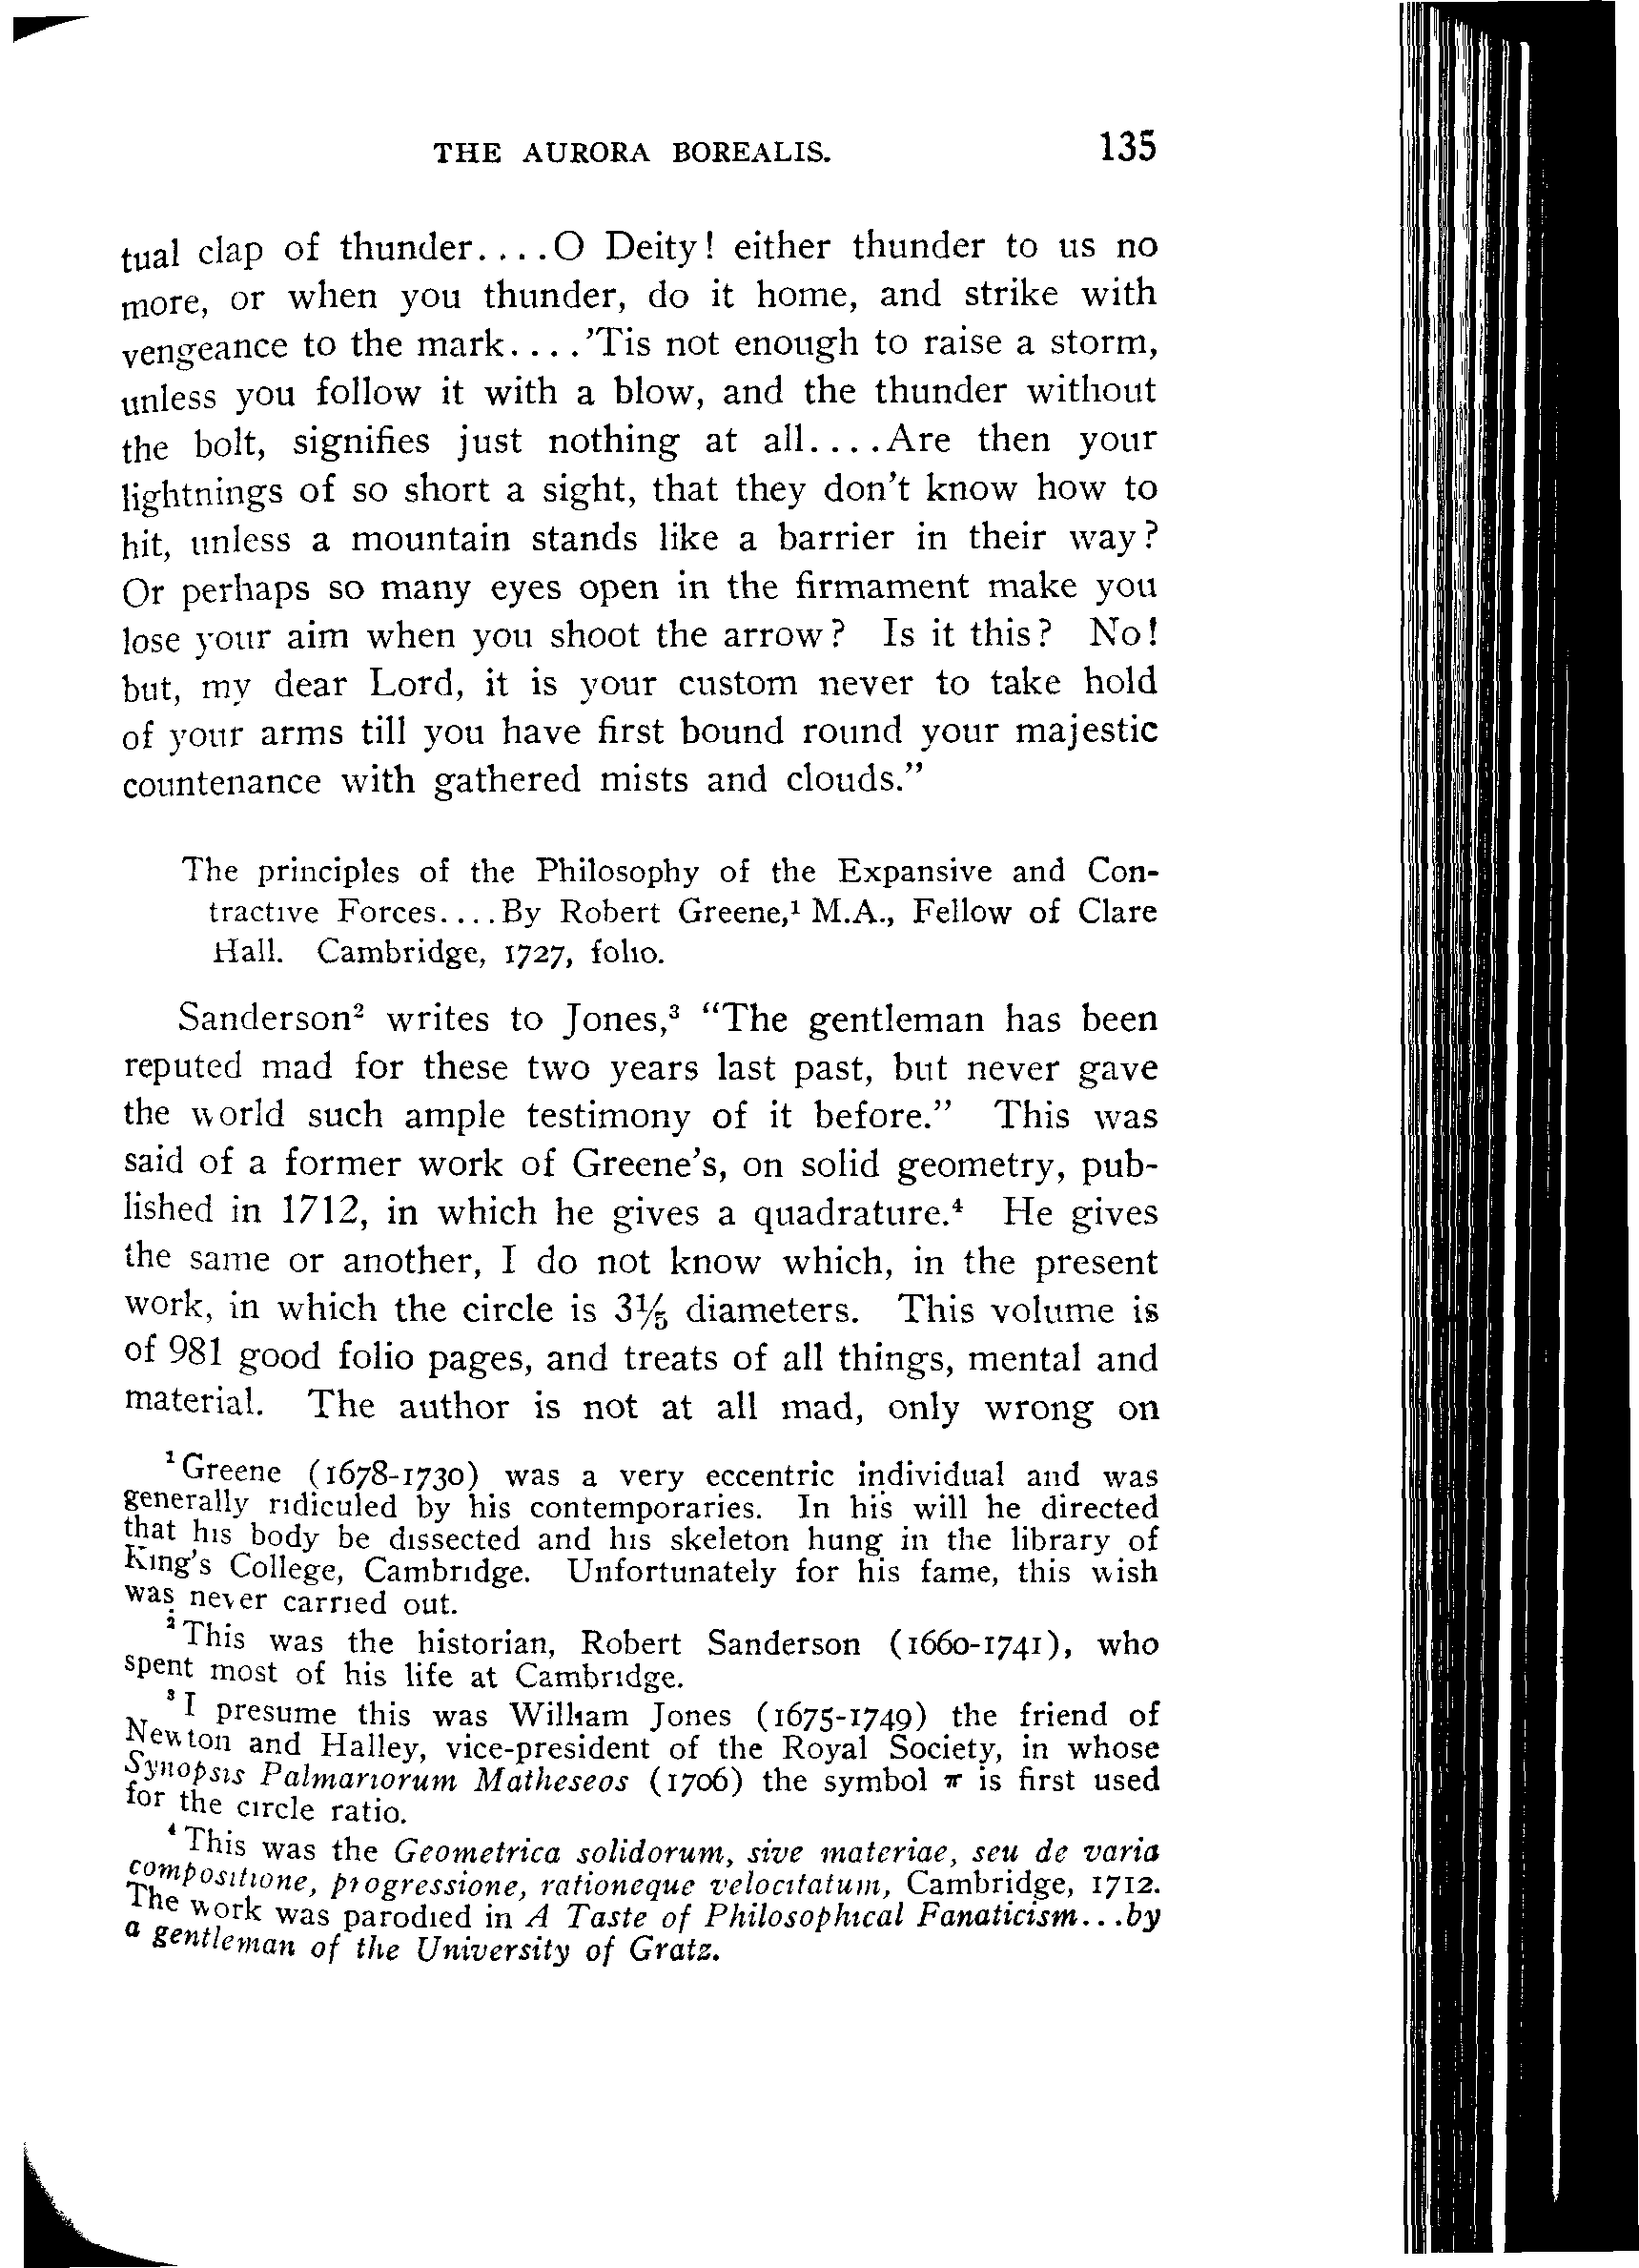 THE AURORA BOREALIS. 135
tual clap of thunder....O Deity! either thunder to us no
more, or when you thunder, do it home, and strike with
vengeance to the mark....'Tis not enough to raise a storm,
unless you follow it with a blow, and the thunder without
the bolt, signifies just nothing at all....Are then your
lightnings of so short a sight, that they don't know how to
hit, unless a mountain stands like a barrier in their way?
Or perhaps so many eyes open in the firmament make you
lose your aim when you shoot the arrow? Is it this? No!
but, my dear Lord, it is your custom never to take hold
of your arms till you have first bound round your majestic
countenance with gathered mists and clouds."
The principles of the Philosophy of the Expansive and Con-
tractive Forces....By Robert Greene,¹ M.A., Fellow of Clare
Hall. Cambridge, 1727, folio.
Sanderson² writes to Jones,³ "The gentleman has been
reputed mad for these two years last past, but never gave
the world such ample testimony of it before." This was
said of a former work of Greene's, on solid geometry, pub-
lished in 1712, in which he gives a quadrature.⁴ He gives
the same or another, I do not know which, in the present
work, in which the circle is 3⅕ diameters. This volume is
of 981 good folio pages, and treats of all things, mental and
material. The author is not at all mad, only wrong on
¹ Greene (1678-1730) was a very eccentric individual and was
generally ridiculed by his contemporaries. In his will he directed
that his body be dissected and his skeleton hung in the library of
King's College, Cambridge. Unfortunately for his fame, this wish
was never carried out.
² This was the historian, Robert Sanderson (1660-1741), who
spent most of his life at Cambridge.
³ I presume this was William Jones (1675-1749) the friend of
Newton and Halley, vice-president of the Royal Society, in whose
Synopsis Palmariorum Matheseos (1706) the symbol π is first used
for the circle ratio.
⁴ This was the Geometrica solidorum, sive materiae, seu de varia
compositione, progressione, rationeque velocitatum, Cambridge, 1712.
The work was parodied in A Taste of Philosophical Fanaticism...by
a gentleman of the University of Gratz.